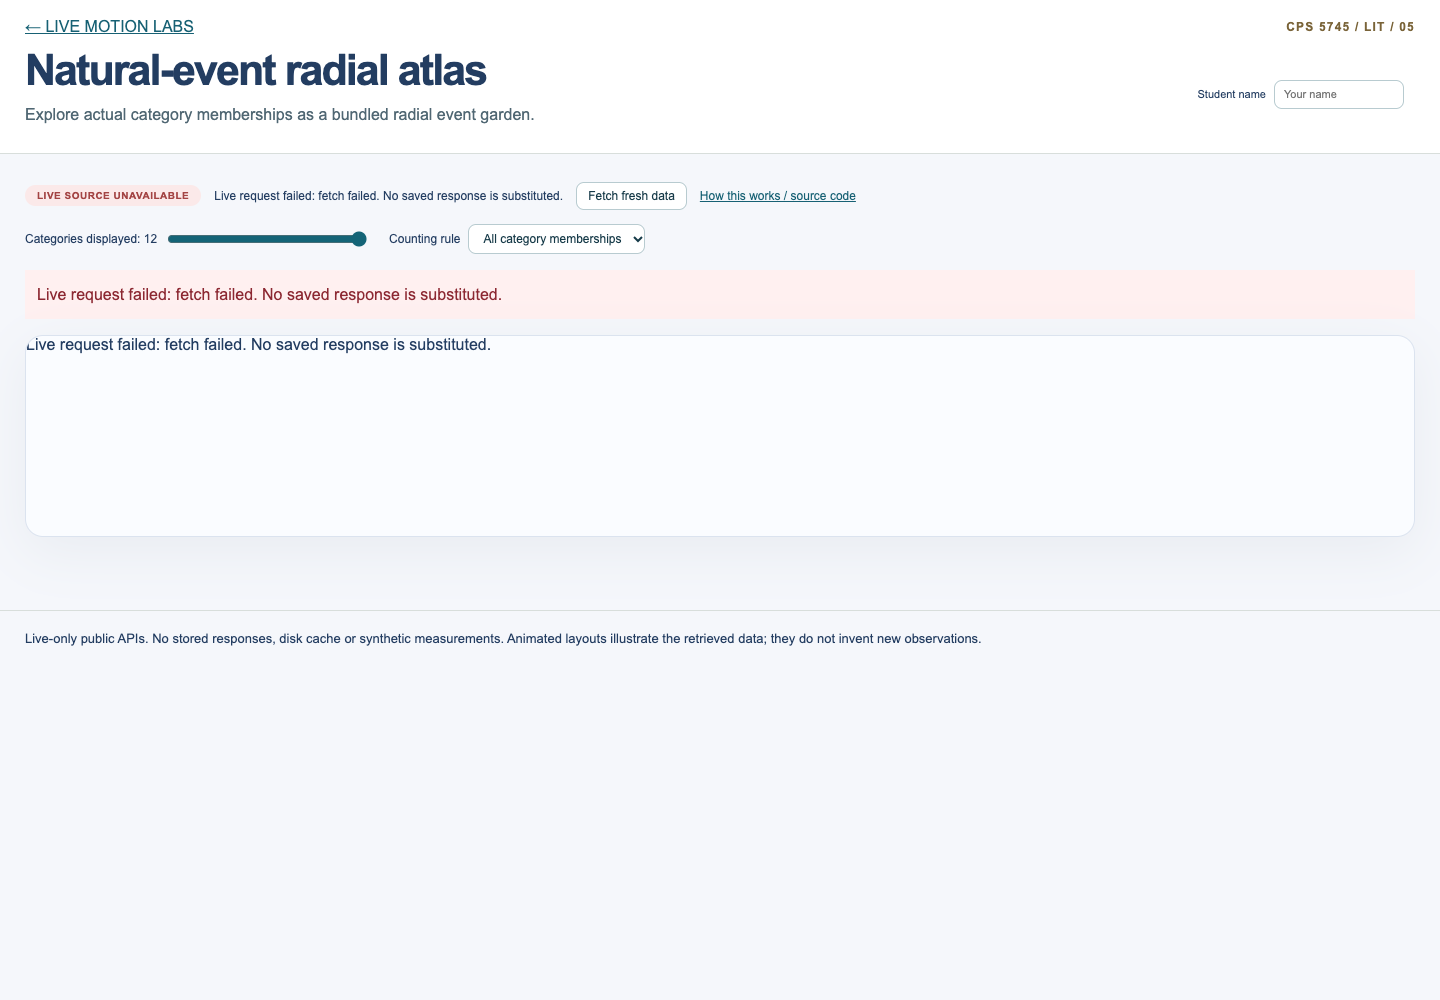 ← LIVE MOTION LABS
CPS 5745 / LIT / 05
Natural-event radial atlas
Explore actual category memberships as a bundled radial event garden.
Student name
Your name
LIVE SOURCE UNAVAILABLE
Live request failed: fetch failed. No saved response is substituted.
Fetch fresh data
How this works / source code
Categories displayed: 12
Counting rule
All category memberships
Live request failed: fetch failed. No saved response is substituted.
Live request failed: fetch failed. No saved response is substituted.
Live-only public APIs. No stored responses, disk cache or synthetic measurements. Animated layouts illustrate the retrieved data; they do not invent new observations.